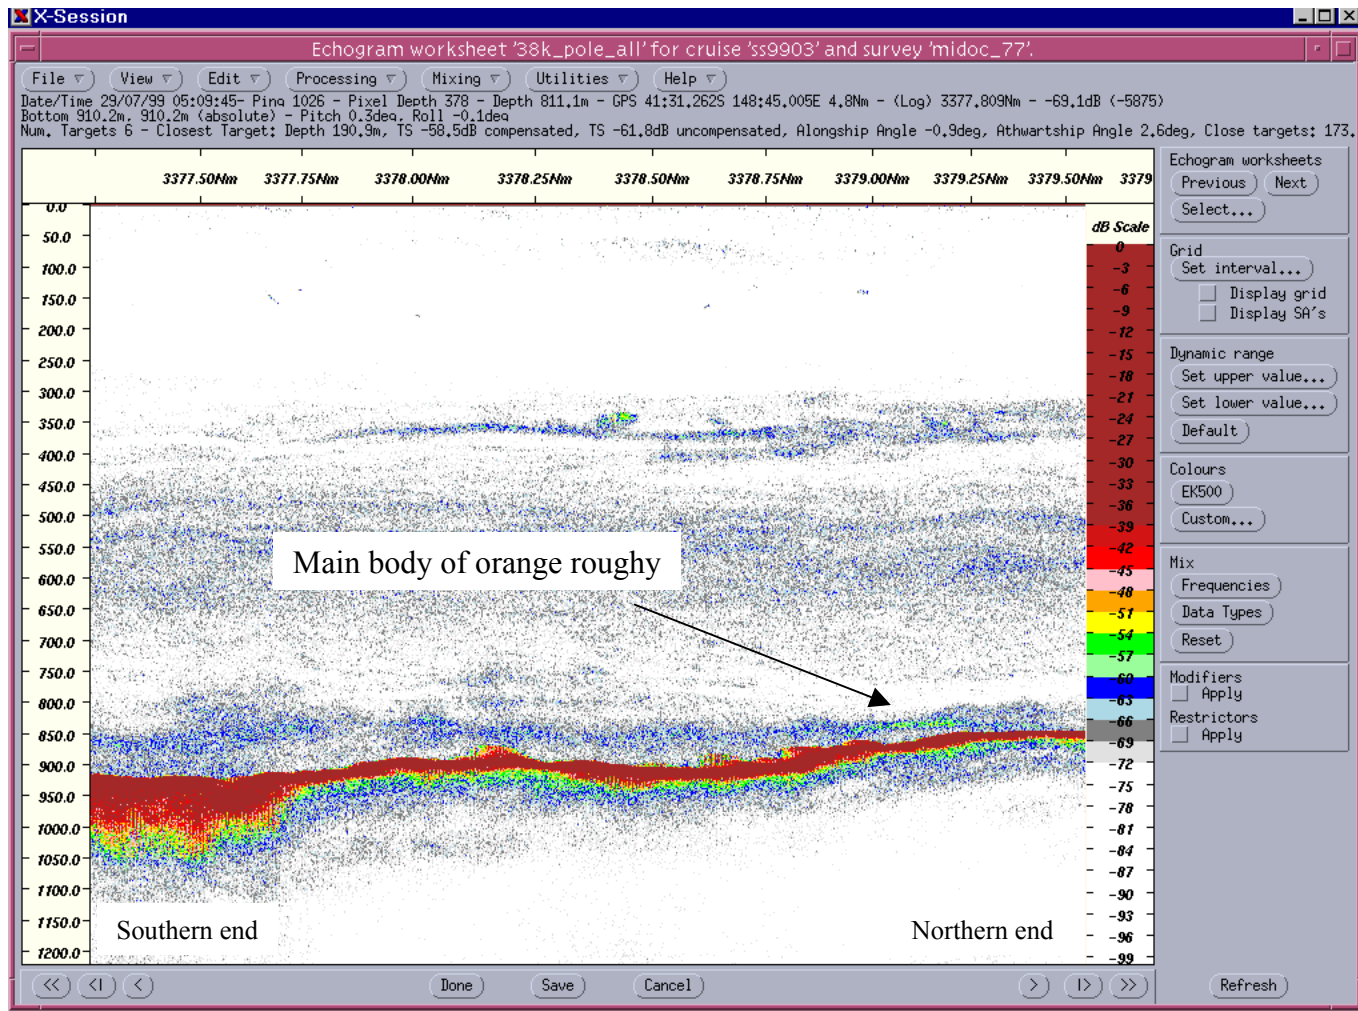 X-Session
Echogram worksheet '38k_pole_all' for cruise 'ss9903' and survey 'midoc_77'.
File View Edit Processing Mixing Utilities Help
Date/Time 29/07/99 05:09:45- Ping 1026 - Pixel Depth 378 - Depth 811.1m - GPS 41:31.262S 148:45.005E 4.8Nm - (Log) 3377.809Nm - -69.1dB (-5875)
Bottom 910.2m, 910.2m (absolute) - Pitch 0.3deg, Roll -0.1deg
Num. Targets 6 - Closest Target: Depth 190.9m, TS -58.5dB compensated, TS -61.8dB uncompensated, Alongship Angle -0.9deg, Athwartship Angle 2.6deg, Close targets: 173.
3377.50Nm 3377.75Nm 3378.00Nm 3378.25Nm 3378.50Nm 3378.75Nm 3379.00Nm 3379.25Nm 3379.50Nm 3379
0.0
50.0
100.0
150.0
200.0
250.0
300.0
350.0
400.0
450.0
500.0
550.0
600.0
650.0
700.0
750.0
800.0
850.0
900.0
950.0
1000.0
1050.0
1100.0
1150.0
1200.0
Main body of orange roughy
Southern end
Northern end
dB Scale
0
-3
-6
-9
-12
-15
-18
-21
-24
-27
-30
-33
-36
-39
-42
-45
-48
-51
-54
-57
-60
-63
-66
-69
-72
-75
-78
-81
-84
-87
-90
-93
-96
-99
Echogram worksheets
Previous Next
Select...
Grid
Set interval...
Display grid
Display SA's
Dynamic range
Set upper value...
Set lower value...
Default
Colours
EK500
Custom...
Mix
Frequencies
Data Types
Reset
Modifiers
Apply
Restrictors
Apply
<< <| < Done Save Cancel > |> >> Refresh